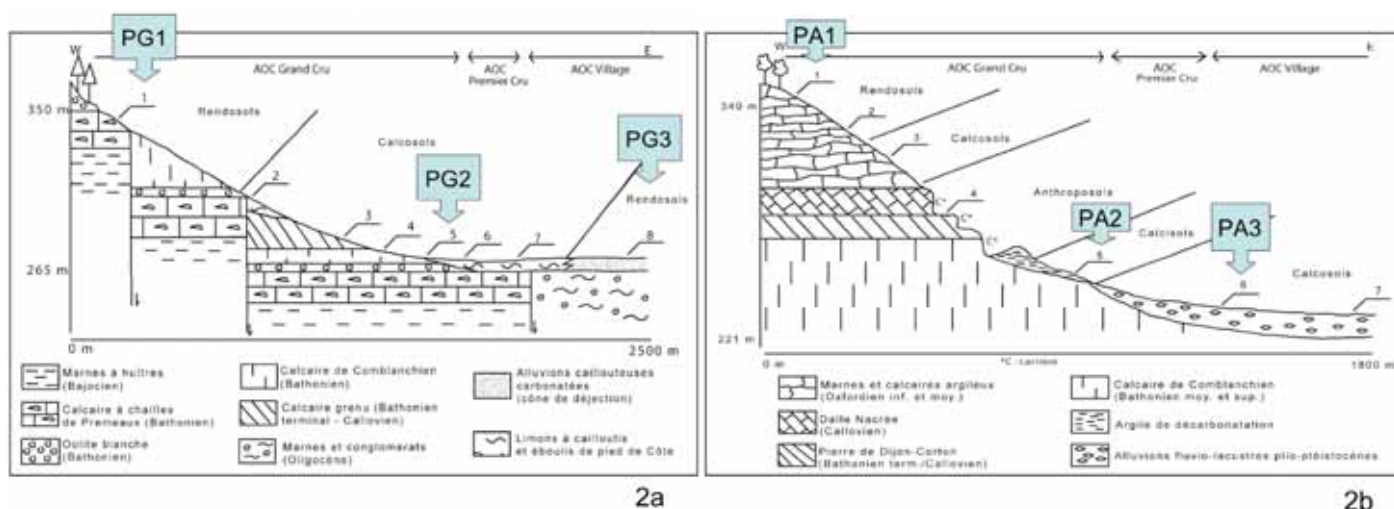 PG1
W
E
AOC Grand Cru
AOC
Premier Cru
AOC Village
350 m
1
Rendosols
Calcosols
PG2
PG3
Rendosols
2
3
4
5
6
7
8
265 m
0 m
2500 m
Marnes à huîtres
(Bajocien)
Calcaire à chailles
de Premeaux (Bathonien)
Oolite blanche
(Bathonien)
Calcaire de Comblanchien
(Bathonien)
Calcaire grenu (Bathonien
terminal - Callovien)
Marnes et conglomérats
(Oligocène)
Alluvions caillouteuses
carbonatées
(cône de déjection)
Limons à cailloutis
et éboulis de pied de Côte
2a
PA1
W
E
AOC Grand Cru
AOC
Premier Cru
AOC Village
349 m
1
2
3
Rendosols
Calcosols
4
C*
C*
C*
Anthroposols
PA2
Calcisols
PA3
5
Calcosols
6
7
221 m
0 m
*C : carrière
1800 m
Marnes et calcaires argileux
(Oxfordien inf. et moy.)
Dalle Nacrée
(Callovien)
Pierre de Dijon-Corton
(Bathonien term./Callovien)
Calcaire de Comblanchien
(Bathonien moy. et sup.)
Argile de décarbonatation
Alluvions fluvio-lacustres plio-pléistocènes
2b